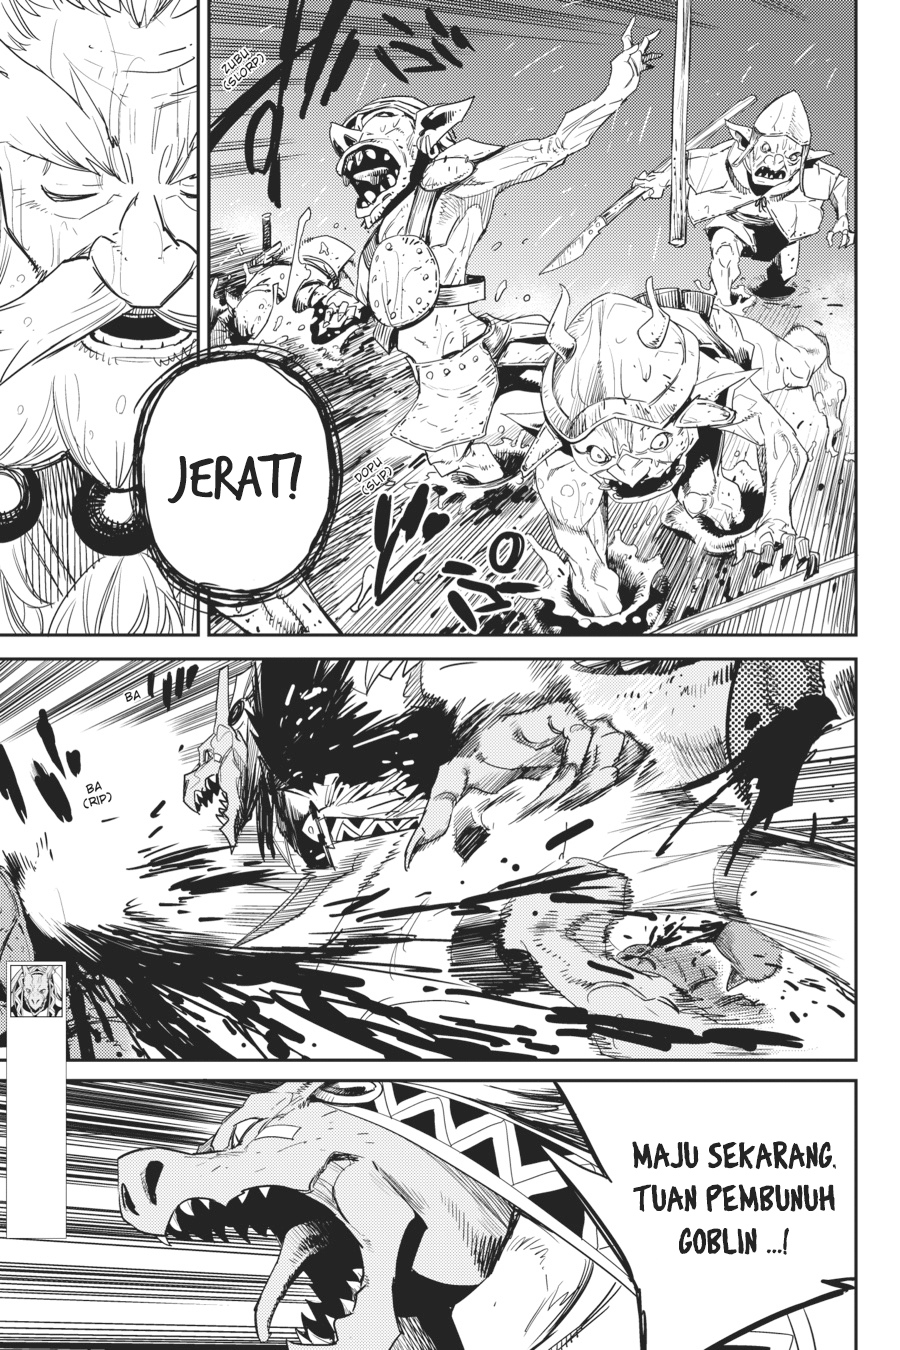 ZUBU
(SLORP)
DOPU
(SLIP)
JERAT!
BA
BA
(RIP)
MAJU SEKARANG,
TUAN PEMBUNUH
GOBLIN ...!